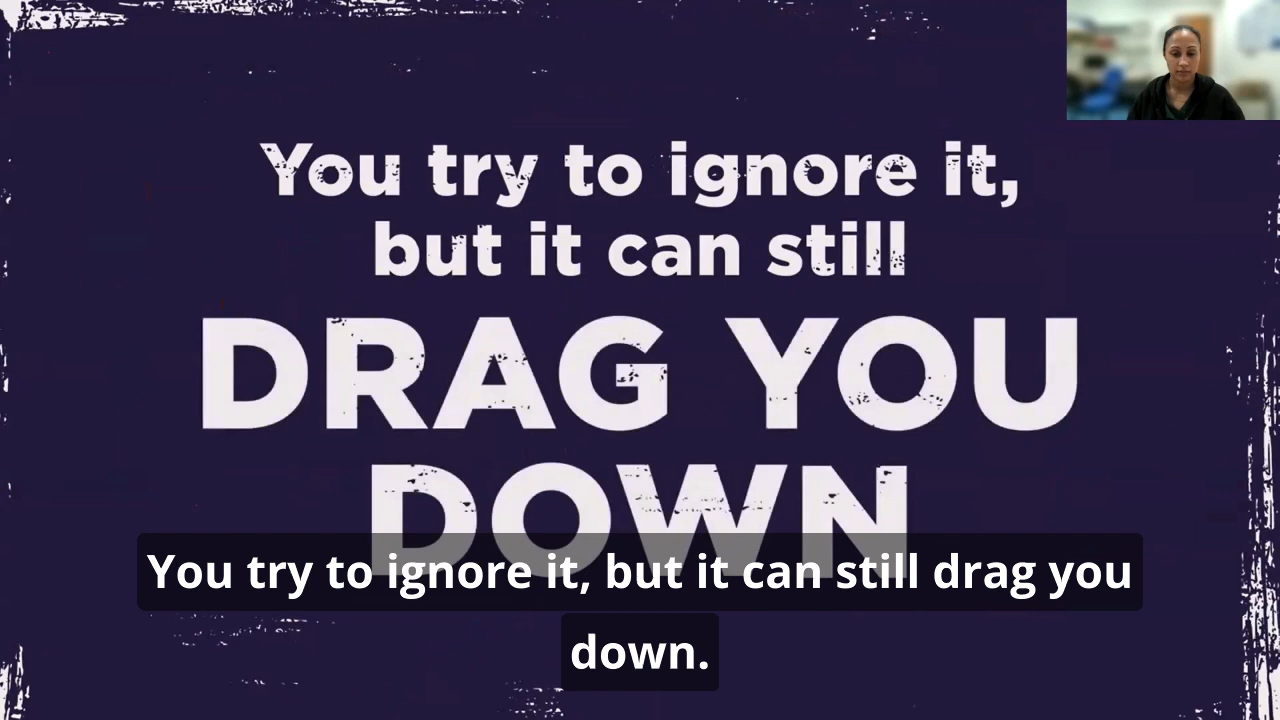 You try to ignore it,
but it can still
DRAG YOU
DOWN
You try to ignore it, but it can still drag you
down.